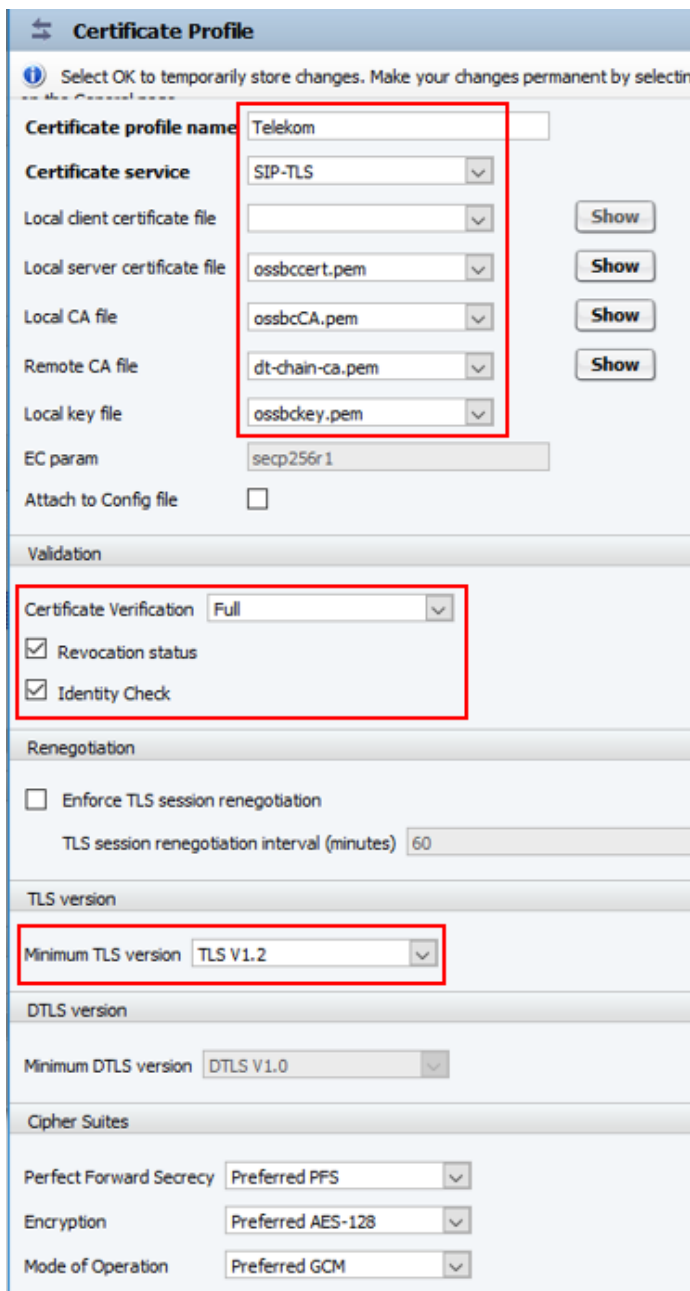 Certificate Profile
Select OK to temporarily store changes. Make your changes permanent by selectin
Certificate profile name Telekom
Certificate service SIP-TLS
Local client certificate file Show
Local server certificate file ossbccert.pem Show
Local CA file ossbcCA.pem Show
Remote CA file dt-chain-ca.pem Show
Local key file ossbckey.pem
EC param secp256r1
Attach to Config file
Validation
Certificate Verification Full
Revocation status
Identity Check
Renegotiation
Enforce TLS session renegotiation
TLS session renegotiation interval (minutes) 60
TLS version
Minimum TLS version TLS V1.2
DTLS version
Minimum DTLS version DTLS V1.0
Cipher Suites
Perfect Forward Secrecy Preferred PFS
Encryption Preferred AES-128
Mode of Operation Preferred GCM